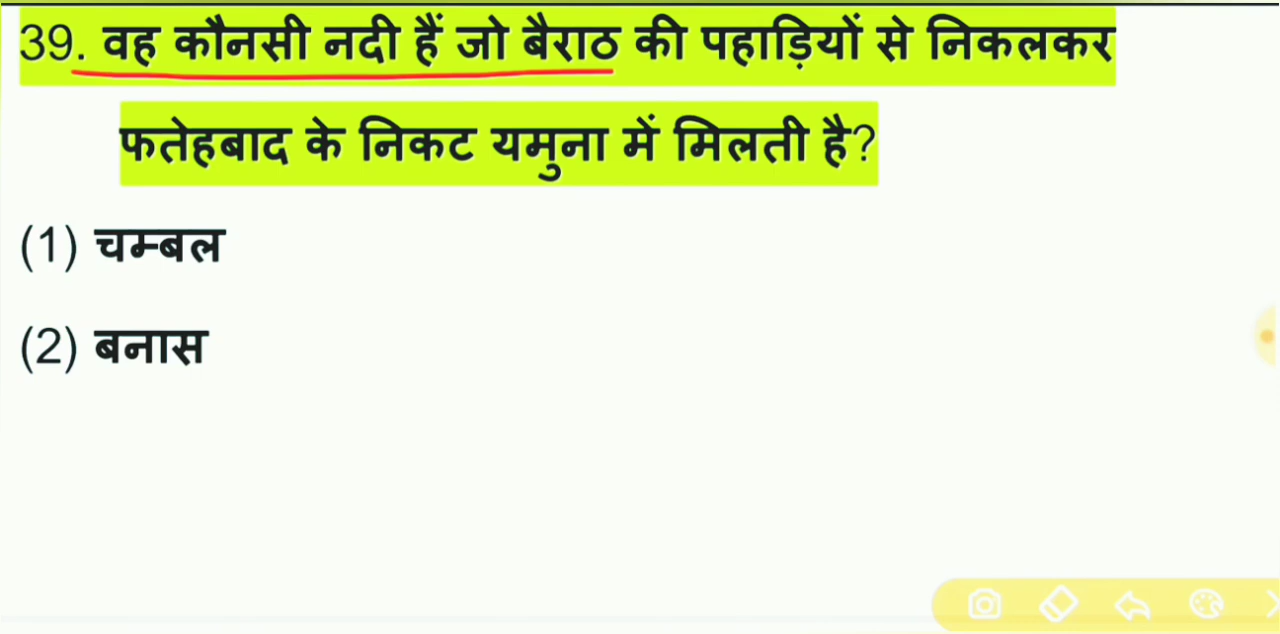 39. वह कौनसी नदी हैं जो बैराठ की पहाड़ियों से निकलकर
फतेहबाद के निकट यमुना में मिलती है?
(1) चम्बल
(2) बनास